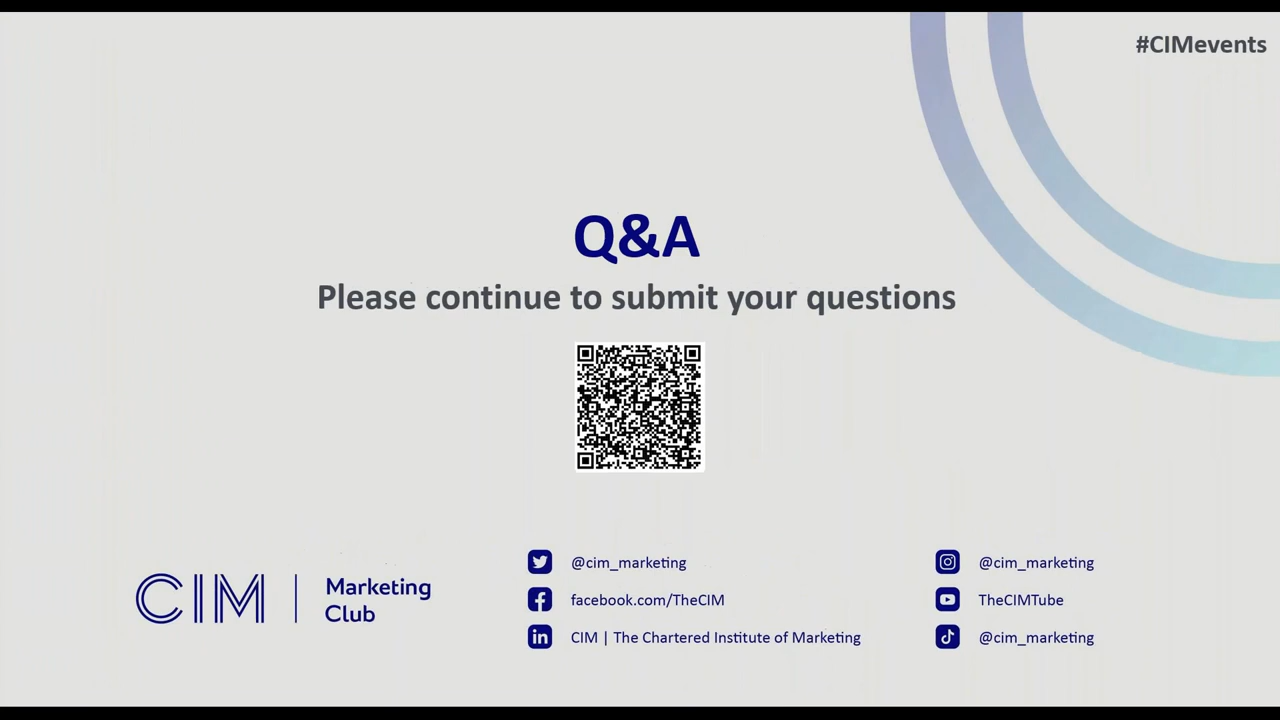 #CIMevents
Q&A
Please continue to submit your questions
CIM
Marketing
Club
@cim_marketing
facebook.com/TheCIM
CIM | The Chartered Institute of Marketing
@cim_marketing
TheCIMTube
@cim_marketing